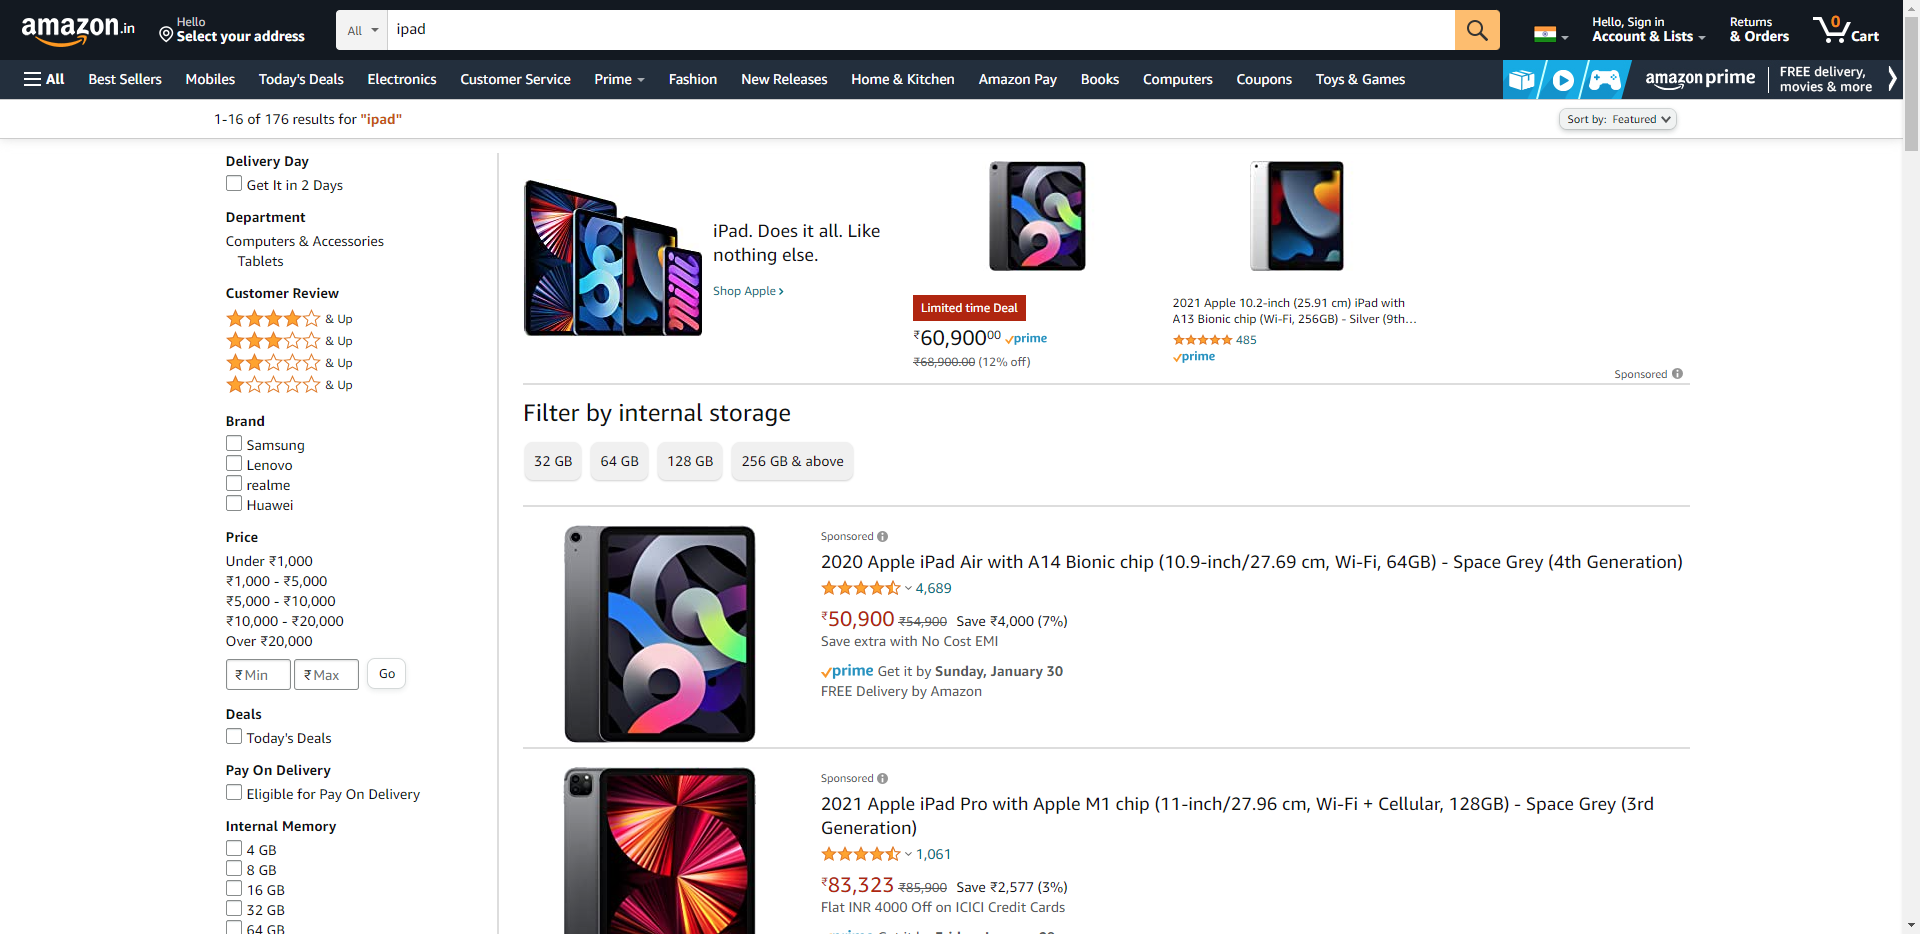 amazon.in
Hello
Select your address
All
ipad
Hello, Sign in
Account & Lists
Returns
& Orders
0
Cart
All
Best Sellers
Mobiles
Today's Deals
Electronics
Customer Service
Prime
Fashion
New Releases
Home & Kitchen
Amazon Pay
Books
Computers
Coupons
Toys & Games
amazon prime
FREE delivery,
movies & more
1-16 of 176 results for "ipad"
Sort by: Featured
Delivery Day
Get It in 2 Days
Department
Computers & Accessories
Tablets
Customer Review
& Up
& Up
& Up
& Up
Brand
Samsung
Lenovo
realme
Huawei
Price
Under ₹1,000
₹1,000 - ₹5,000
₹5,000 - ₹10,000
₹10,000 - ₹20,000
Over ₹20,000
₹ Min
₹ Max
Go
Deals
Today's Deals
Pay On Delivery
Eligible for Pay On Delivery
Internal Memory
4 GB
8 GB
16 GB
32 GB
64 GB
mini
iPad. Does it all. Like
nothing else.
Shop Apple
Limited time Deal
₹60,90000 prime
₹68,900.00 (12% off)
2021 Apple 10.2-inch (25.91 cm) iPad with
A13 Bionic chip (Wi-Fi, 256GB) - Silver (9th...
485
prime
Sponsored
Filter by internal storage
32 GB
64 GB
128 GB
256 GB & above
Sponsored
2020 Apple iPad Air with A14 Bionic chip (10.9-inch/27.69 cm, Wi-Fi, 64GB) - Space Grey (4th Generation)
4,689
₹50,900 ₹54,900 Save ₹4,000 (7%)
Save extra with No Cost EMI
prime Get it by Sunday, January 30
FREE Delivery by Amazon
Sponsored
2021 Apple iPad Pro with Apple M1 chip (11-inch/27.96 cm, Wi-Fi + Cellular, 128GB) - Space Grey (3rd
Generation)
1,061
₹83,323 ₹85,900 Save ₹2,577 (3%)
Flat INR 4000 Off on ICICI Credit Cards